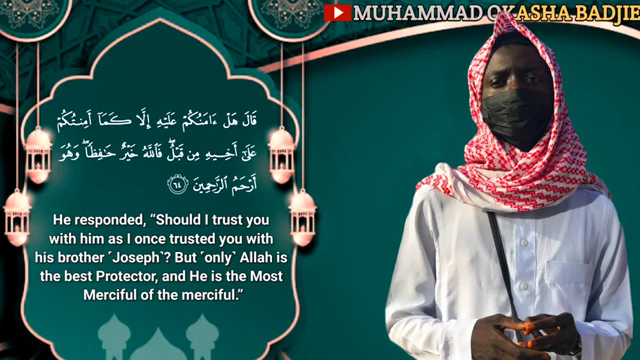 MUHAMMAD OKASHA BADJIE
قَالَ هَلْ ءَامَنُكُمْ عَلَيْهِ إِلَّا كَمَآ أَمِنتُكُمْ
عَلَىٰٓ أَخِيهِ مِن قَبْلُ ۖ فَٱللَّهُ خَيْرٌ حَـٰفِظًا ۖ وَهُوَ
أَرْحَمُ ٱلرَّٰحِمِينَ ٦٤
He responded, “Should I trust you
with him as I once trusted you with
his brother ˹Joseph˺? But ˹only˺ Allah is
the best Protector, and He is the Most
Merciful of the merciful.”